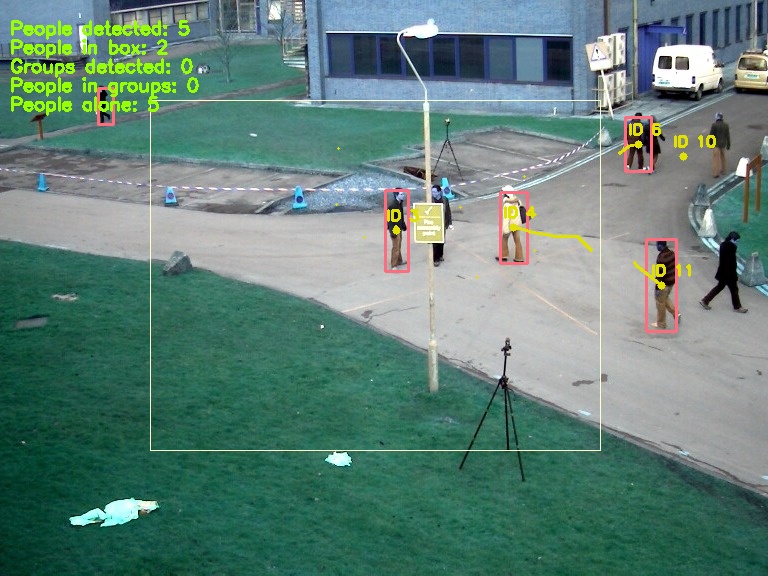 People detected: 5
People in box: 2
Groups detected: 0
People in groups: 0
People alone: 5
ID 6
ID 10
ID 4
ID 11